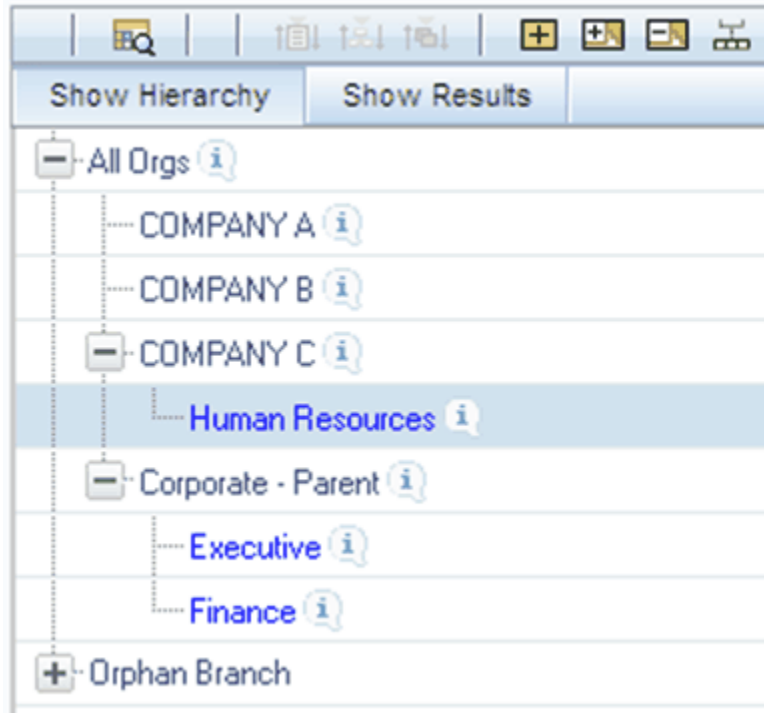 Show Hierarchy Show Results
All Orgs
COMPANY A
COMPANY B
COMPANY C
Human Resources
Corporate - Parent
Executive
Finance
Orphan Branch